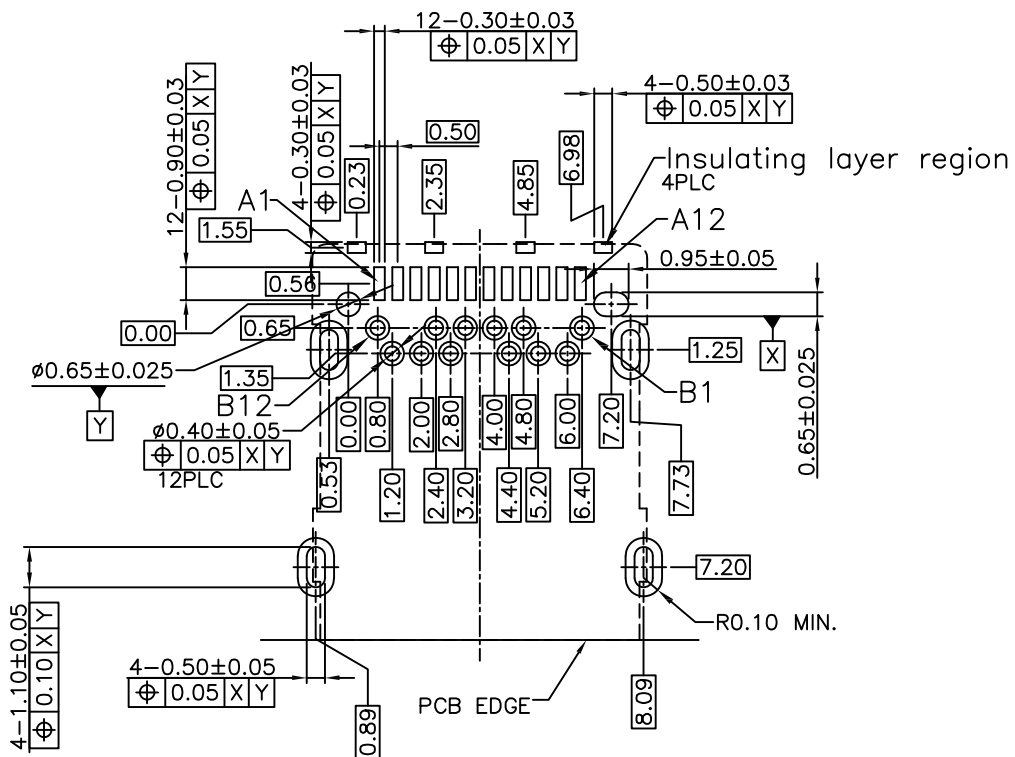 12-0.30±0.03
⌖ 0.05 X Y
4-0.50±0.03
⌖ 0.05 X Y
12-0.90±0.03
⌖ 0.05 X Y
4-0.30±0.03
⌖ 0.05 X Y
0.50
0.23
2.35
4.85
6.98
Insulating layer region
4PLC
A1
A12
1.55
0.95±0.05
0.56
0.00
0.65
ø0.65±0.025
Y
X
1.35
1.25
B12
B1
0.65±0.025
ø0.40±0.05
⌖ 0.05 X Y
12PLC
0.00
0.80
2.00
2.80
4.00
4.80
6.00
7.20
0.53
1.20
2.40
3.20
4.40
5.20
6.40
7.73
7.20
R0.10 MIN.
4-1.10±0.05
⌖ 0.10 X Y
4-0.50±0.05
⌖ 0.05 X Y
PCB EDGE
0.89
8.09